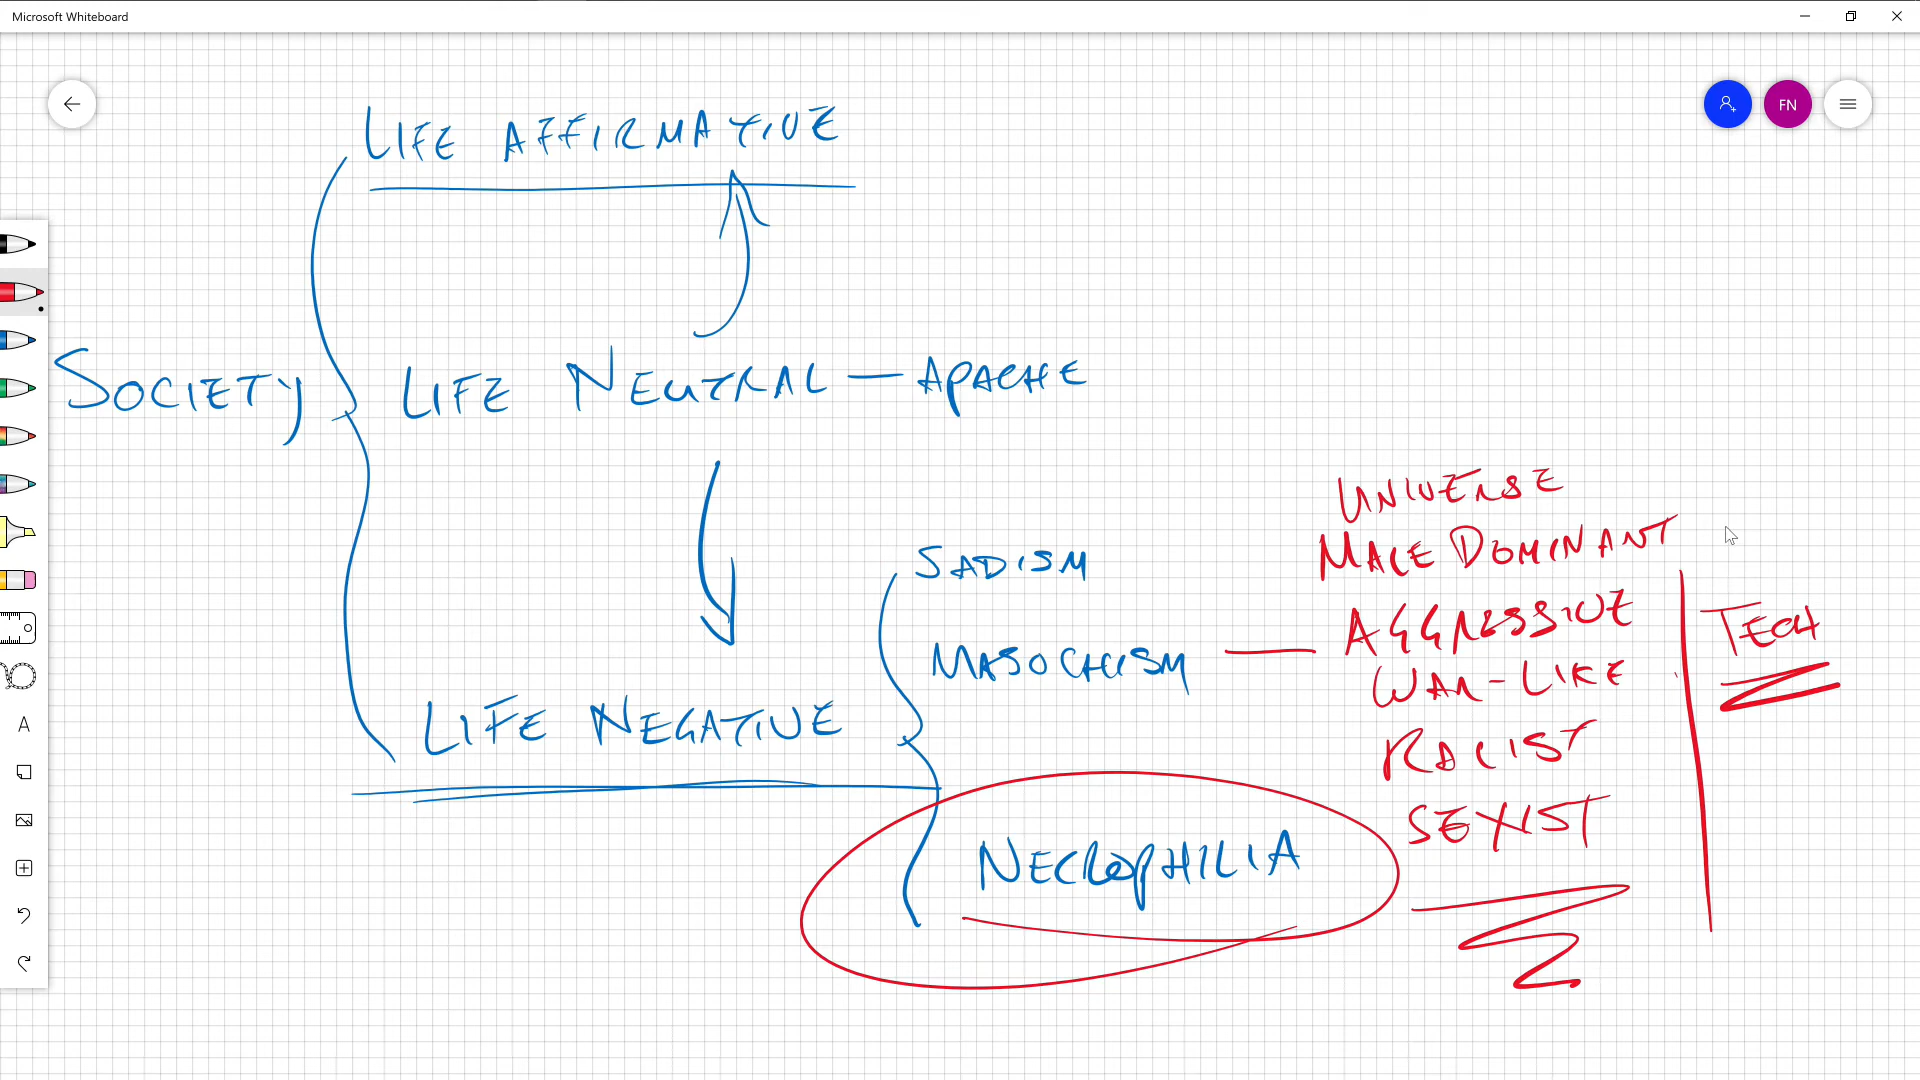 Microsoft Whiteboard
FN
LIFE AFFIRMATIVE
SOCIETY
LIFE NEUTRAL — APACHE
LIFE NEGATIVE
SADISM
MASOCHISM —
NECROPHILIA
UNIVERSE
MALE DOMINANT
AGGRESSIVE
WAR-LIKE
RACIST
SEXIST
TECH
A